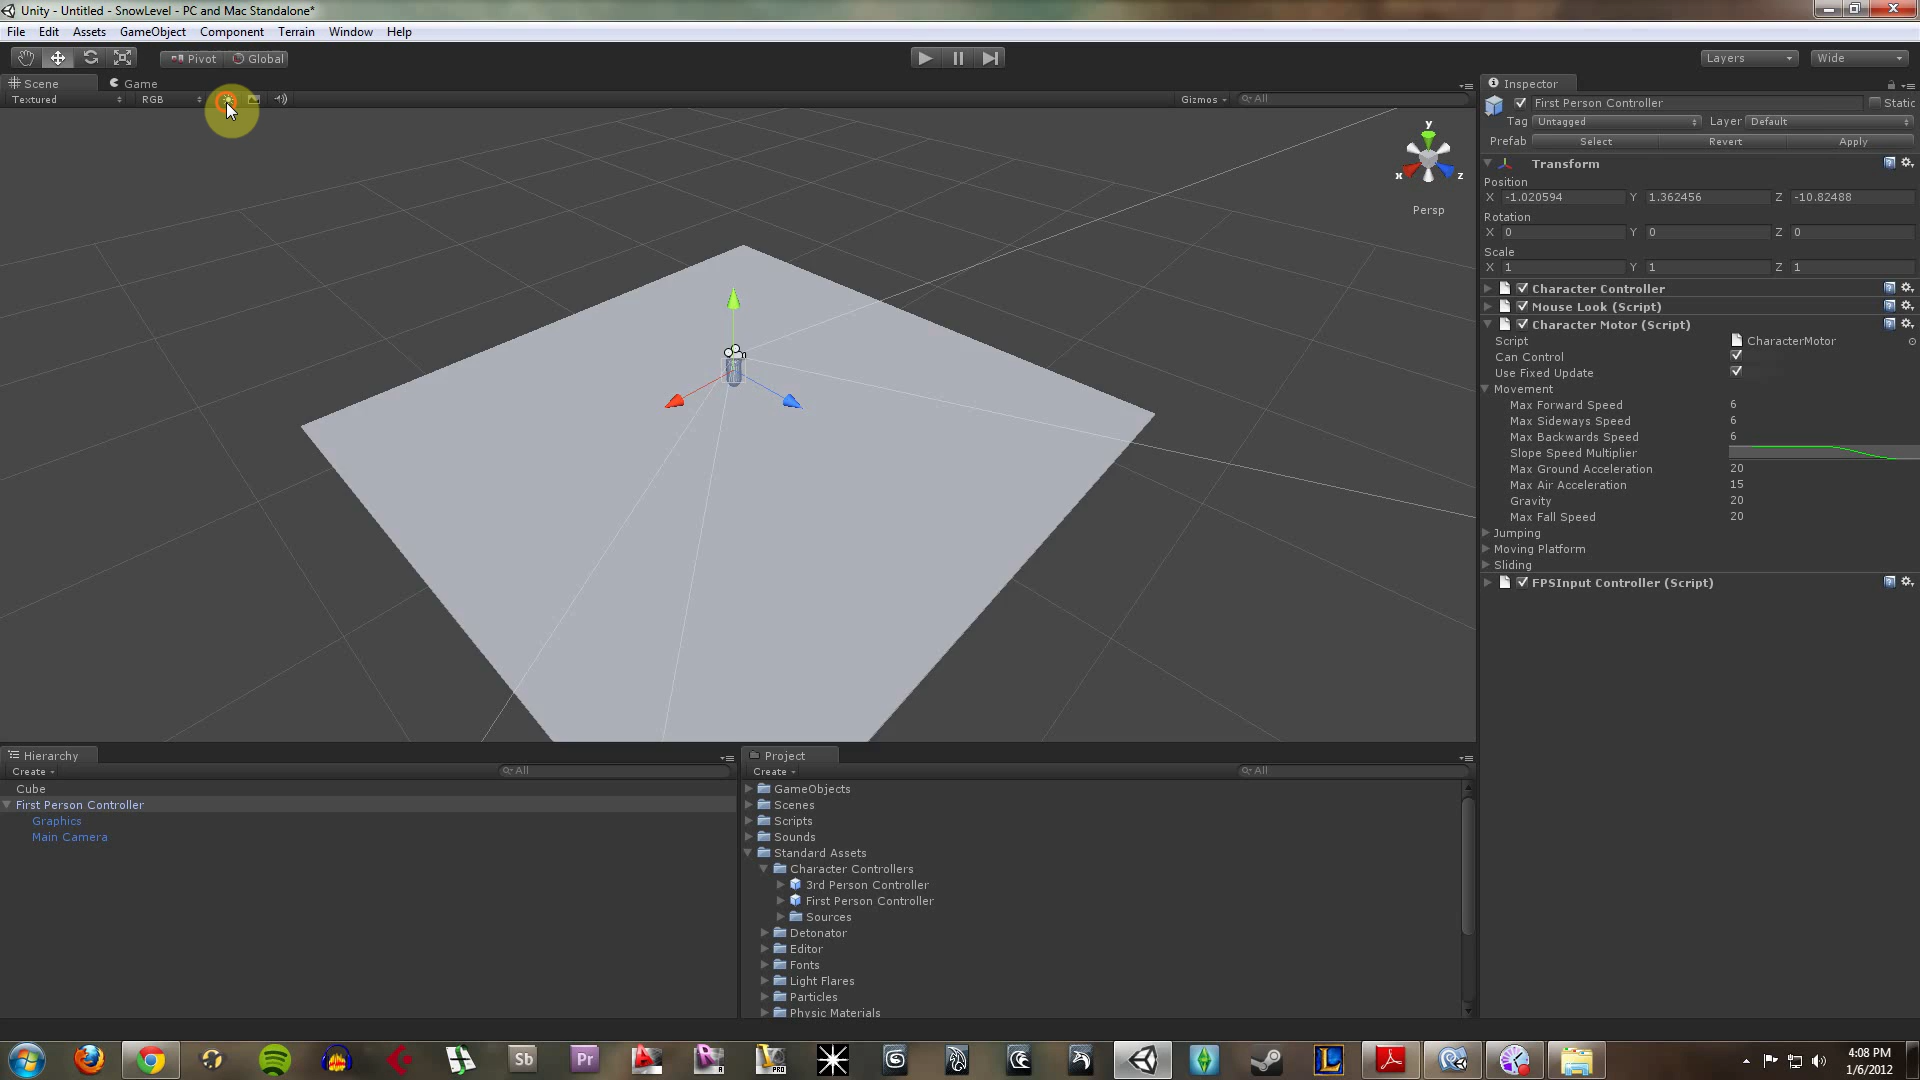 Unity - Untitled - SnowLevel - PC and Mac Standalone*
File Edit Assets GameObject Component Terrain Window Help
Pivot Global Layers Wide
Scene Game
Textured RGB Gizmos All
y
x z
Persp
Inspector
First Person Controller Static
Tag Untagged Layer Default
Prefab Select Revert Apply
Transform
Position
X -1.020594 Y 1.362456 Z -10.82488
Rotation
X 0 Y 0 Z 0
Scale
X 1 Y 1 Z 1
Character Controller
Mouse Look (Script)
Character Motor (Script)
Script CharacterMotor
Can Control
Use Fixed Update
Movement
Max Forward Speed 6
Max Sideways Speed 6
Max Backwards Speed 6
Slope Speed Multiplier
Max Ground Acceleration 20
Max Air Acceleration 15
Gravity 20
Max Fall Speed 20
Jumping
Moving Platform
Sliding
FPSInput Controller (Script)
Hierarchy
Create All
Cube
First Person Controller
Graphics
Main Camera
Project
Create All
GameObjects
Scenes
Scripts
Sounds
Standard Assets
Character Controllers
3rd Person Controller
First Person Controller
Sources
Detonator
Editor
Fonts
Light Flares
Particles
Physic Materials
Sb Pr PRO L
4:08 PM
1/6/2012